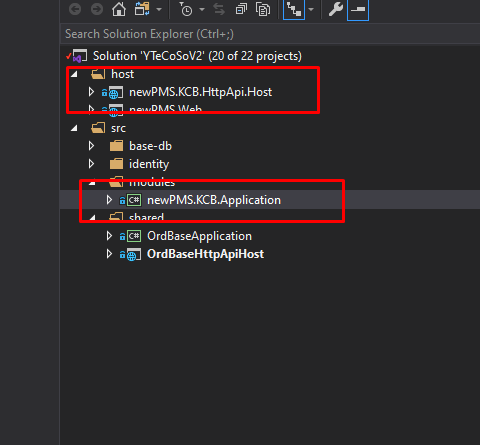 Search Solution Explorer (Ctrl+;)
Solution 'YTeCoSoV2' (20 of 22 projects)
host
newPMS.KCB.HttpApi.Host
newPMS.Web
src
base-db
identity
modules
newPMS.KCB.Application
shared
OrdBaseApplication
OrdBaseHttpApiHost